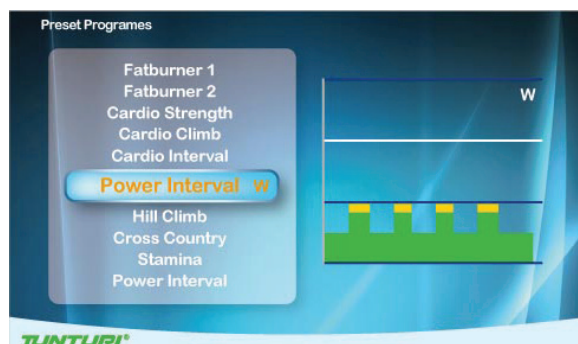 Preset Programes
Fatburner 1
Fatburner 2
Cardio Strength
Cardio Climb
Cardio Interval
Power Interval W
Hill Climb
Cross Country
Stamina
Power Interval
W
TUNTURI®